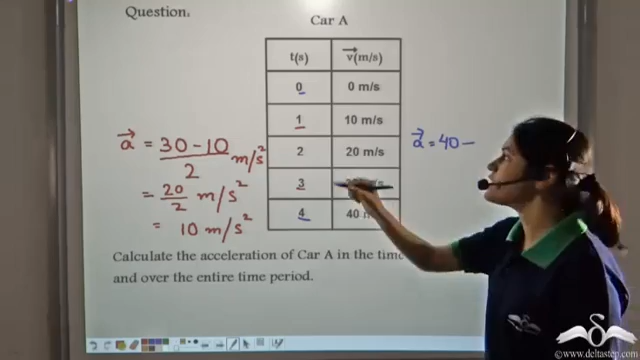 Question.
Car A
t(s) v(m/s)
0 0 m/s
1 10 m/s
2 20 m/s
3
4 40
a = 30 - 10 / 2 m/s²
= 20/2 m/s²
= 10 m/s²
a = 40 -
Calculate the acceleration of Car A in the time
and over the entire time period.
©www.deltastep.com